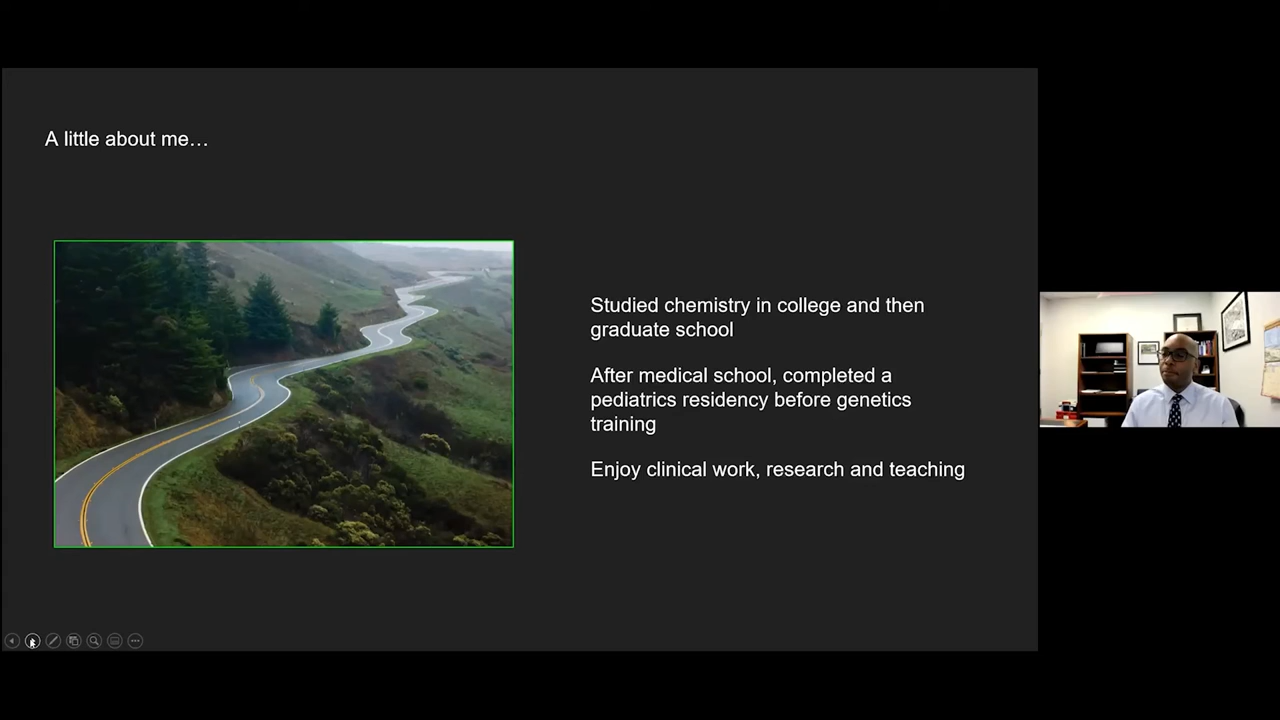 A little about me…
Studied chemistry in college and then
graduate school
After medical school, completed a
pediatrics residency before genetics
training
Enjoy clinical work, research and teaching